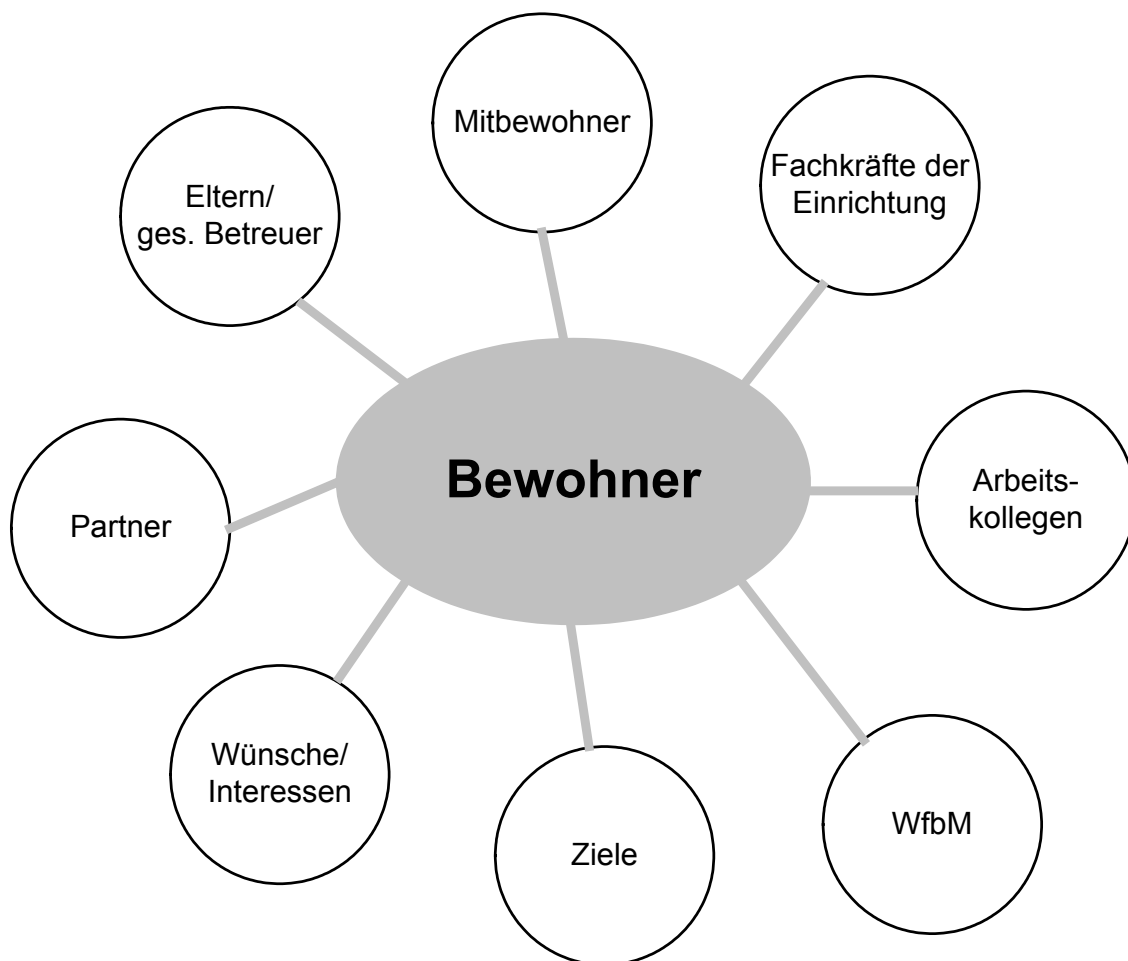 Mitbewohner
Fachkräfte der
Einrichtung
Eltern/
ges. Betreuer
Bewohner
Arbeits-
kollegen
Partner
Wünsche/
Interessen
Ziele
WfbM